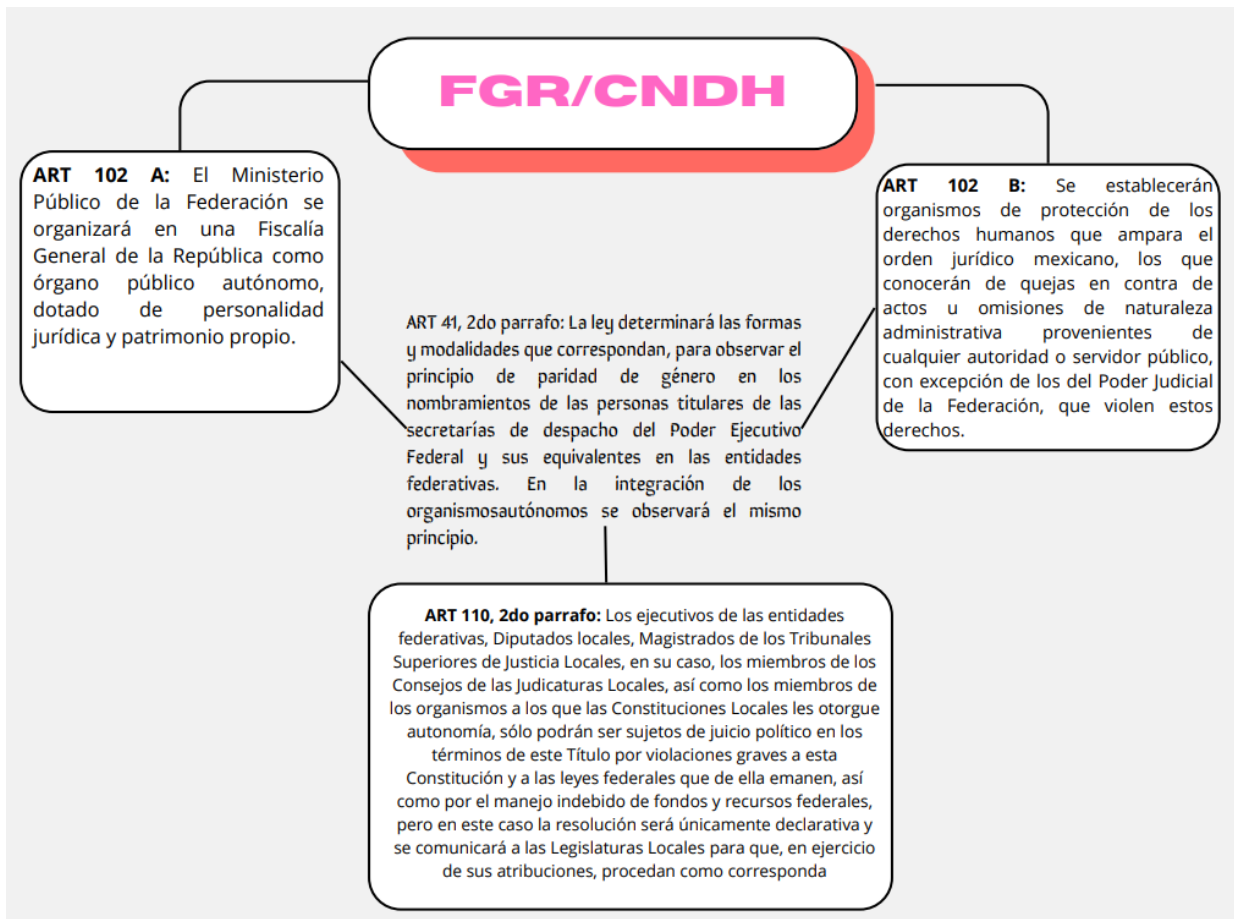 FGR/CNDH
ART 102 A: El Ministerio
Público de la Federación se
organizará en una Fiscalía
General de la República como
órgano público autónomo,
dotado de personalidad
jurídica y patrimonio propio.
ART 102 B: Se establecerán
organismos de protección de los
derechos humanos que ampara el
orden jurídico mexicano, los que
conocerán de quejas en contra de
actos u omisiones de naturaleza
administrativa provenientes de
cualquier autoridad o servidor público,
con excepción de los del Poder Judicial
de la Federación, que violen estos
derechos.
ART 41, 2do parrafo: La ley determinará las formas
y modalidades que correspondan, para observar el
principio de paridad de género en los
nombramientos de las personas titulares de las
secretarías de despacho del Poder Ejecutivo
Federal y sus equivalentes en las entidades
federativas. En la integración de los
organismosautónomos se observará el mismo
principio.
ART 110, 2do parrafo: Los ejecutivos de las entidades
federativas, Diputados locales, Magistrados de los Tribunales
Superiores de Justicia Locales, en su caso, los miembros de los
Consejos de las Judicaturas Locales, así como los miembros de
los organismos a los que las Constituciones Locales les otorgue
autonomía, sólo podrán ser sujetos de juicio político en los
términos de este Título por violaciones graves a esta
Constitución y a las leyes federales que de ella emanen, así
como por el manejo indebido de fondos y recursos federales,
pero en este caso la resolución será únicamente declarativa y
se comunicará a las Legislaturas Locales para que, en ejercicio
de sus atribuciones, procedan como corresponda